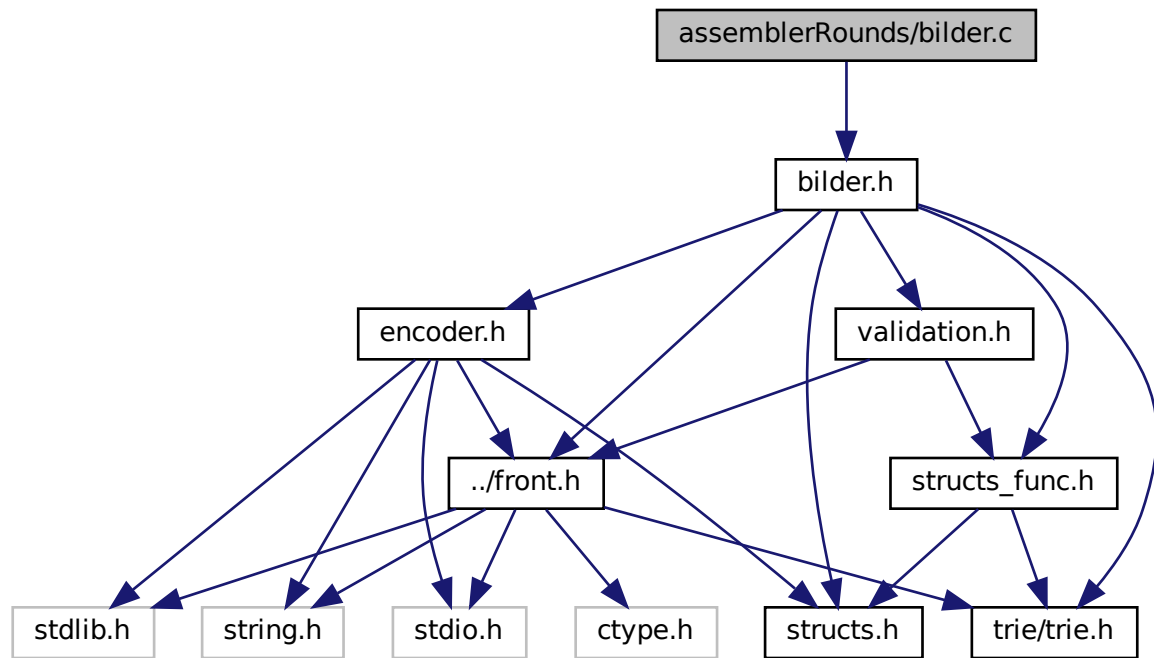 assemblerRounds/bilder.c
bilder.h
encoder.h
validation.h
../front.h
structs_func.h
stdlib.h
string.h
stdio.h
ctype.h
structs.h
trie/trie.h